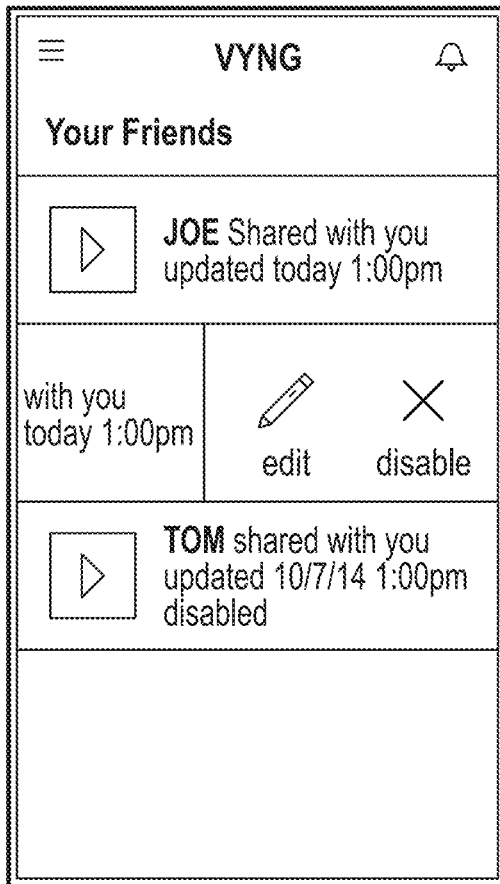 VYNG
Your Friends
JOE Shared with you
updated today 1:00pm
with you
today 1:00pm
edit
disable
TOM shared with you
updated 10/7/14 1:00pm
disabled